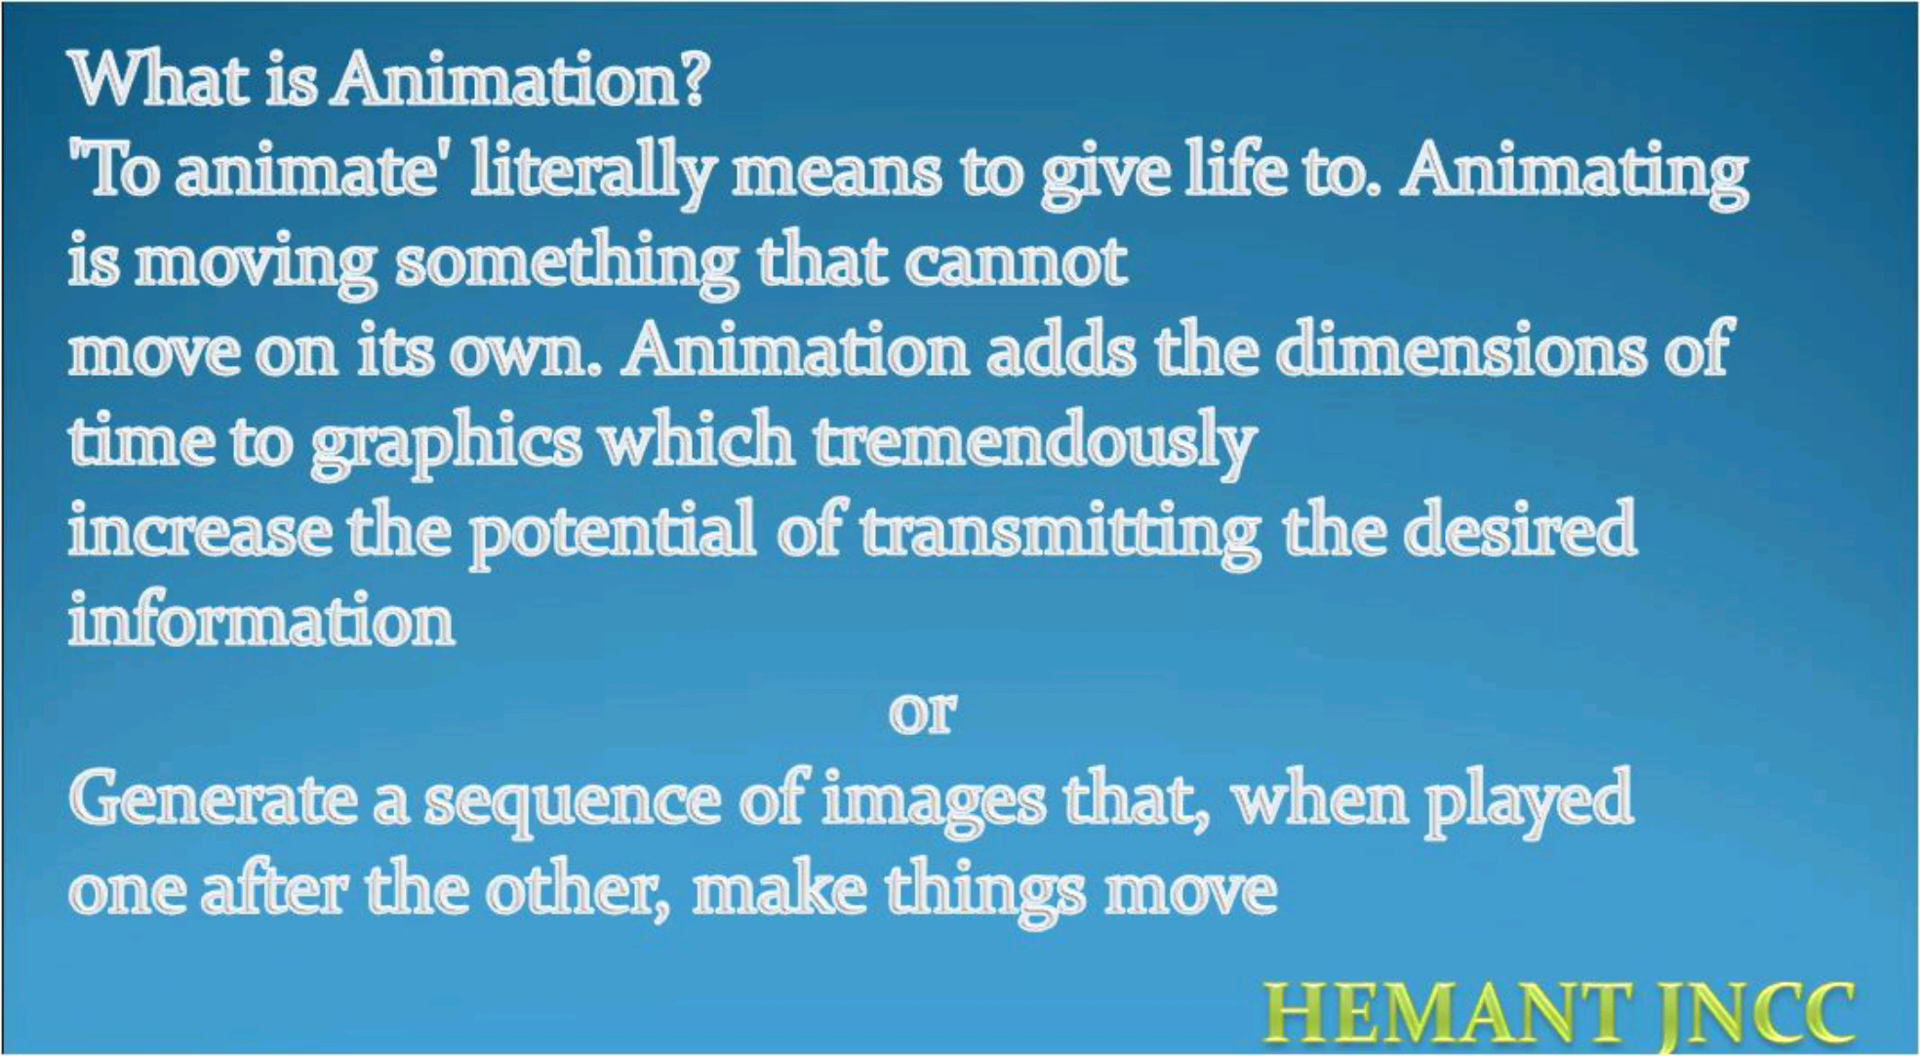 What is Animation?
'To animate' literally means to give life to. Animating
is moving something that cannot
move on its own. Animation adds the dimensions of
time to graphics which tremendously
increase the potential of transmitting the desired
information
or
Generate a sequence of images that, when played
one after the other, make things move
HEMANT JNCC